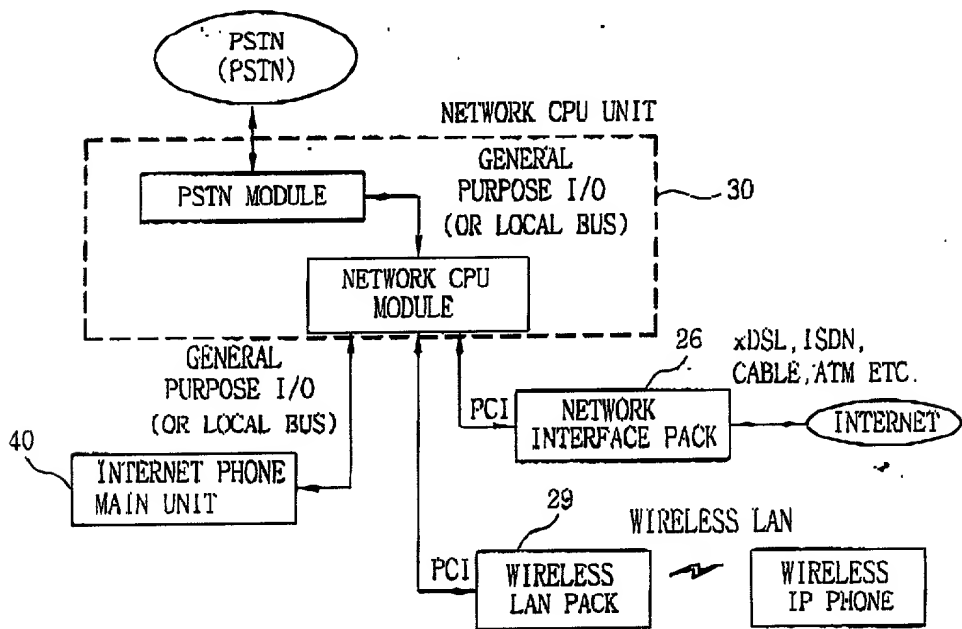 PSTN
(PSTN)
NETWORK CPU UNIT
GENERAL
PURPOSE I/O
(OR LOCAL BUS)
PSTN MODULE
30
NETWORK CPU
MODULE
GENERAL
PURPOSE I/O
(OR LOCAL BUS)
26
xDSL, ISDN,
CABLE, ATM ETC.
PCI
NETWORK
INTERFACE PACK
INTERNET
40
INTERNET PHONE
MAIN UNIT
29
WIRELESS LAN
PCI
WIRELESS
LAN PACK
WIRELESS
IP PHONE